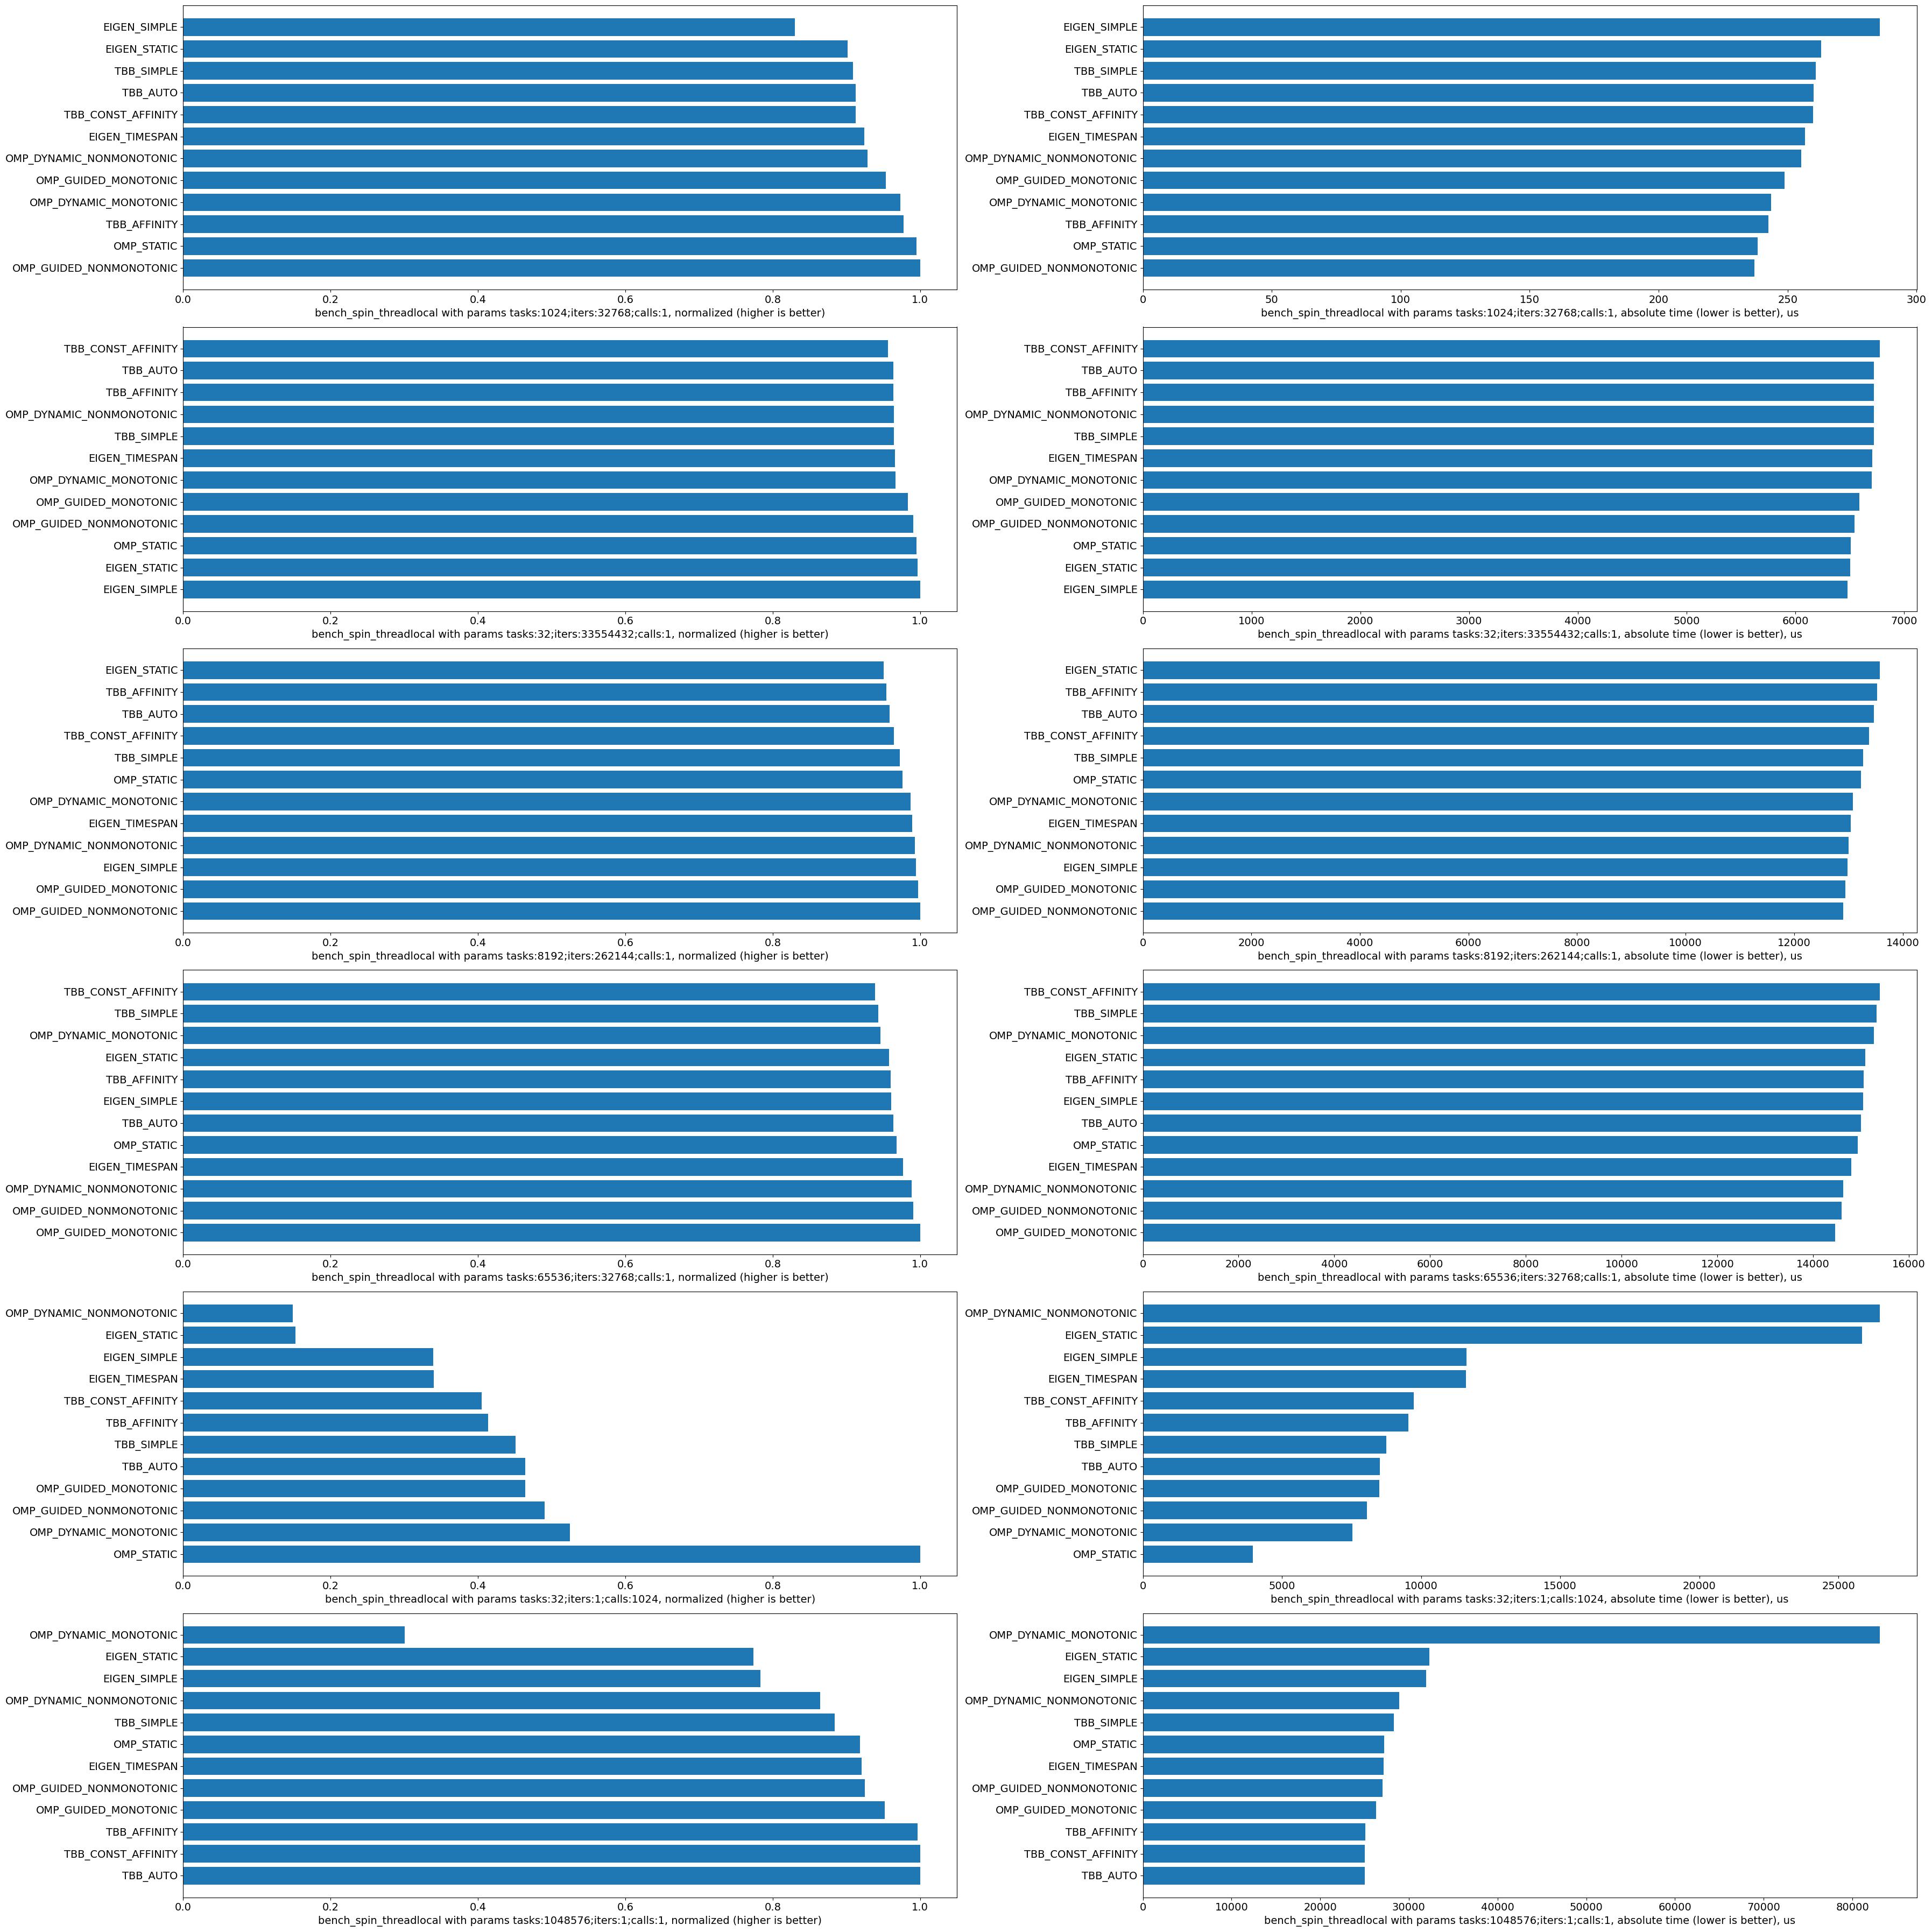 EIGEN_SIMPLE
EIGEN_STATIC
TBB_SIMPLE
TBB_AUTO
TBB_CONST_AFFINITY
EIGEN_TIMESPAN
OMP_DYNAMIC_NONMONOTONIC
OMP_GUIDED_MONOTONIC
OMP_DYNAMIC_MONOTONIC
TBB_AFFINITY
OMP_STATIC
OMP_GUIDED_NONMONOTONIC
0.0 0.2 0.4 0.6 0.8 1.0
bench_spin_threadlocal with params tasks:1024;iters:32768;calls:1, normalized (higher is better)
EIGEN_SIMPLE
EIGEN_STATIC
TBB_SIMPLE
TBB_AUTO
TBB_CONST_AFFINITY
EIGEN_TIMESPAN
OMP_DYNAMIC_NONMONOTONIC
OMP_GUIDED_MONOTONIC
OMP_DYNAMIC_MONOTONIC
TBB_AFFINITY
OMP_STATIC
OMP_GUIDED_NONMONOTONIC
0 50 100 150 200 250 300
bench_spin_threadlocal with params tasks:1024;iters:32768;calls:1, absolute time (lower is better), us
TBB_CONST_AFFINITY
TBB_AUTO
TBB_AFFINITY
OMP_DYNAMIC_NONMONOTONIC
TBB_SIMPLE
EIGEN_TIMESPAN
OMP_DYNAMIC_MONOTONIC
OMP_GUIDED_MONOTONIC
OMP_GUIDED_NONMONOTONIC
OMP_STATIC
EIGEN_STATIC
EIGEN_SIMPLE
0.0 0.2 0.4 0.6 0.8 1.0
bench_spin_threadlocal with params tasks:32;iters:33554432;calls:1, normalized (higher is better)
TBB_CONST_AFFINITY
TBB_AUTO
TBB_AFFINITY
OMP_DYNAMIC_NONMONOTONIC
TBB_SIMPLE
EIGEN_TIMESPAN
OMP_DYNAMIC_MONOTONIC
OMP_GUIDED_MONOTONIC
OMP_GUIDED_NONMONOTONIC
OMP_STATIC
EIGEN_STATIC
EIGEN_SIMPLE
0 1000 2000 3000 4000 5000 6000 7000
bench_spin_threadlocal with params tasks:32;iters:33554432;calls:1, absolute time (lower is better), us
EIGEN_STATIC
TBB_AFFINITY
TBB_AUTO
TBB_CONST_AFFINITY
TBB_SIMPLE
OMP_STATIC
OMP_DYNAMIC_MONOTONIC
EIGEN_TIMESPAN
OMP_DYNAMIC_NONMONOTONIC
EIGEN_SIMPLE
OMP_GUIDED_MONOTONIC
OMP_GUIDED_NONMONOTONIC
0.0 0.2 0.4 0.6 0.8 1.0
bench_spin_threadlocal with params tasks:8192;iters:262144;calls:1, normalized (higher is better)
EIGEN_STATIC
TBB_AFFINITY
TBB_AUTO
TBB_CONST_AFFINITY
TBB_SIMPLE
OMP_STATIC
OMP_DYNAMIC_MONOTONIC
EIGEN_TIMESPAN
OMP_DYNAMIC_NONMONOTONIC
EIGEN_SIMPLE
OMP_GUIDED_MONOTONIC
OMP_GUIDED_NONMONOTONIC
0 2000 4000 6000 8000 10000 12000 14000
bench_spin_threadlocal with params tasks:8192;iters:262144;calls:1, absolute time (lower is better), us
TBB_CONST_AFFINITY
TBB_SIMPLE
OMP_DYNAMIC_MONOTONIC
EIGEN_STATIC
TBB_AFFINITY
EIGEN_SIMPLE
TBB_AUTO
OMP_STATIC
EIGEN_TIMESPAN
OMP_DYNAMIC_NONMONOTONIC
OMP_GUIDED_NONMONOTONIC
OMP_GUIDED_MONOTONIC
0.0 0.2 0.4 0.6 0.8 1.0
bench_spin_threadlocal with params tasks:65536;iters:32768;calls:1, normalized (higher is better)
TBB_CONST_AFFINITY
TBB_SIMPLE
OMP_DYNAMIC_MONOTONIC
EIGEN_STATIC
TBB_AFFINITY
EIGEN_SIMPLE
TBB_AUTO
OMP_STATIC
EIGEN_TIMESPAN
OMP_DYNAMIC_NONMONOTONIC
OMP_GUIDED_NONMONOTONIC
OMP_GUIDED_MONOTONIC
0 2000 4000 6000 8000 10000 12000 14000 16000
bench_spin_threadlocal with params tasks:65536;iters:32768;calls:1, absolute time (lower is better), us
OMP_DYNAMIC_NONMONOTONIC
EIGEN_STATIC
EIGEN_SIMPLE
EIGEN_TIMESPAN
TBB_CONST_AFFINITY
TBB_AFFINITY
TBB_SIMPLE
TBB_AUTO
OMP_GUIDED_MONOTONIC
OMP_GUIDED_NONMONOTONIC
OMP_DYNAMIC_MONOTONIC
OMP_STATIC
0.0 0.2 0.4 0.6 0.8 1.0
bench_spin_threadlocal with params tasks:32;iters:1;calls:1024, normalized (higher is better)
OMP_DYNAMIC_NONMONOTONIC
EIGEN_STATIC
EIGEN_SIMPLE
EIGEN_TIMESPAN
TBB_CONST_AFFINITY
TBB_AFFINITY
TBB_SIMPLE
TBB_AUTO
OMP_GUIDED_MONOTONIC
OMP_GUIDED_NONMONOTONIC
OMP_DYNAMIC_MONOTONIC
OMP_STATIC
0 5000 10000 15000 20000 25000
bench_spin_threadlocal with params tasks:32;iters:1;calls:1024, absolute time (lower is better), us
OMP_DYNAMIC_MONOTONIC
EIGEN_STATIC
EIGEN_SIMPLE
OMP_DYNAMIC_NONMONOTONIC
TBB_SIMPLE
OMP_STATIC
EIGEN_TIMESPAN
OMP_GUIDED_NONMONOTONIC
OMP_GUIDED_MONOTONIC
TBB_AFFINITY
TBB_CONST_AFFINITY
TBB_AUTO
0.0 0.2 0.4 0.6 0.8 1.0
bench_spin_threadlocal with params tasks:1048576;iters:1;calls:1, normalized (higher is better)
OMP_DYNAMIC_MONOTONIC
EIGEN_STATIC
EIGEN_SIMPLE
OMP_DYNAMIC_NONMONOTONIC
TBB_SIMPLE
OMP_STATIC
EIGEN_TIMESPAN
OMP_GUIDED_NONMONOTONIC
OMP_GUIDED_MONOTONIC
TBB_AFFINITY
TBB_CONST_AFFINITY
TBB_AUTO
0 10000 20000 30000 40000 50000 60000 70000 80000
bench_spin_threadlocal with params tasks:1048576;iters:1;calls:1, absolute time (lower is better), us